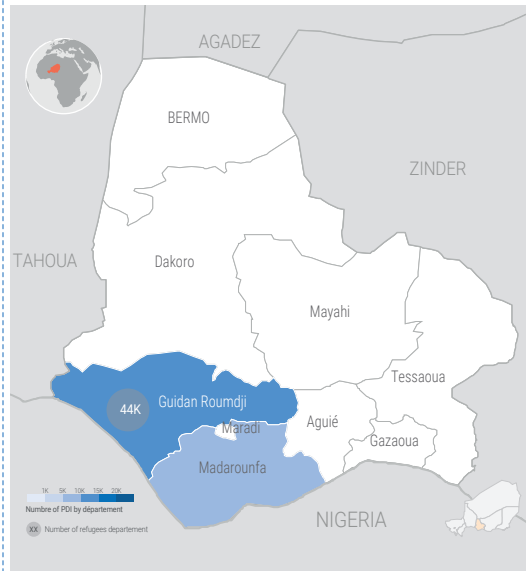 AGADEZ
BERMO
ZINDER
TAHOUA
Dakoro
Mayahi
Tessaoua
Guidan Roumdji
44K
Aguié
Maradi
Gazaoua
Madarounfa
1K 5K 10K 15K 20K
Numbre of PDI by département
NIGERIA
XX Number of refugees departement